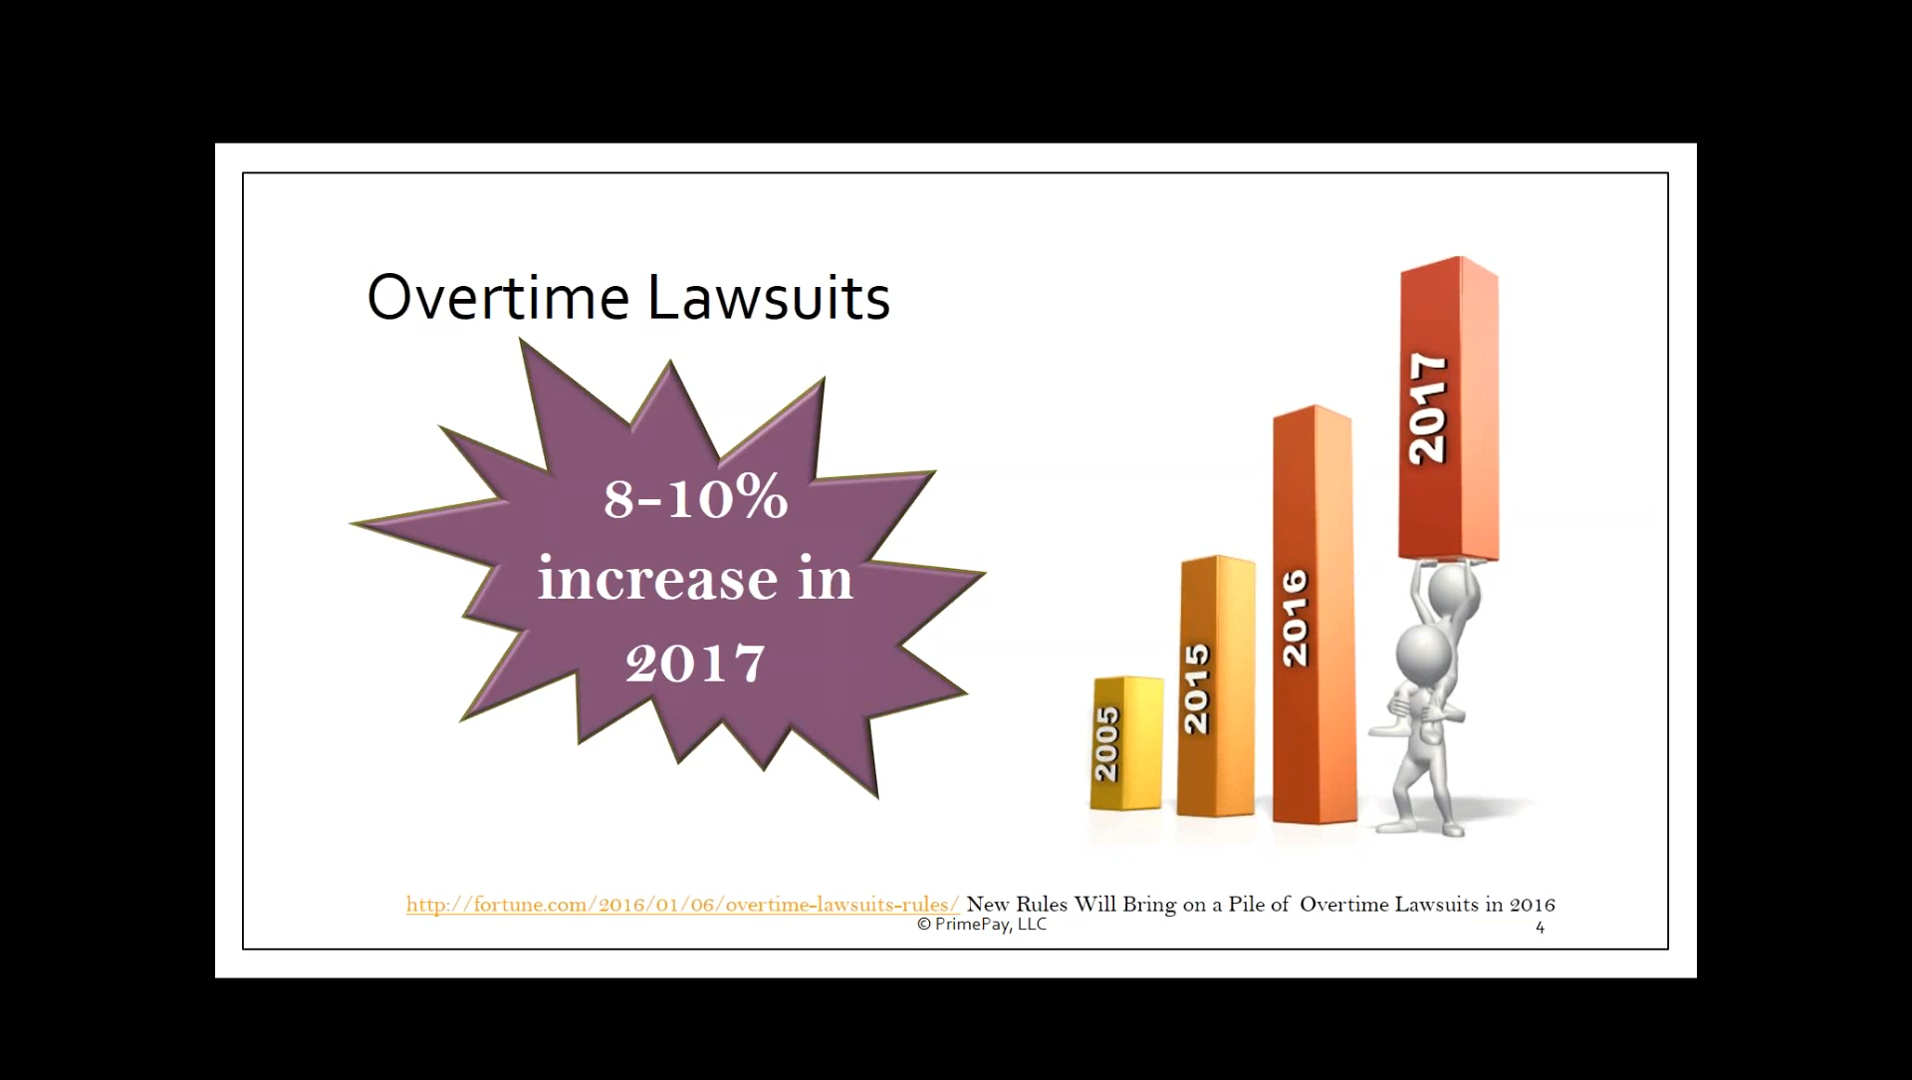 Overtime Lawsuits
8-10%
increase in
2017
2005
2015
2016
2017
http://fortune.com/2016/01/06/overtime-lawsuits-rules/ New Rules Will Bring on a Pile of Overtime Lawsuits in 2016
© PrimePay, LLC
4